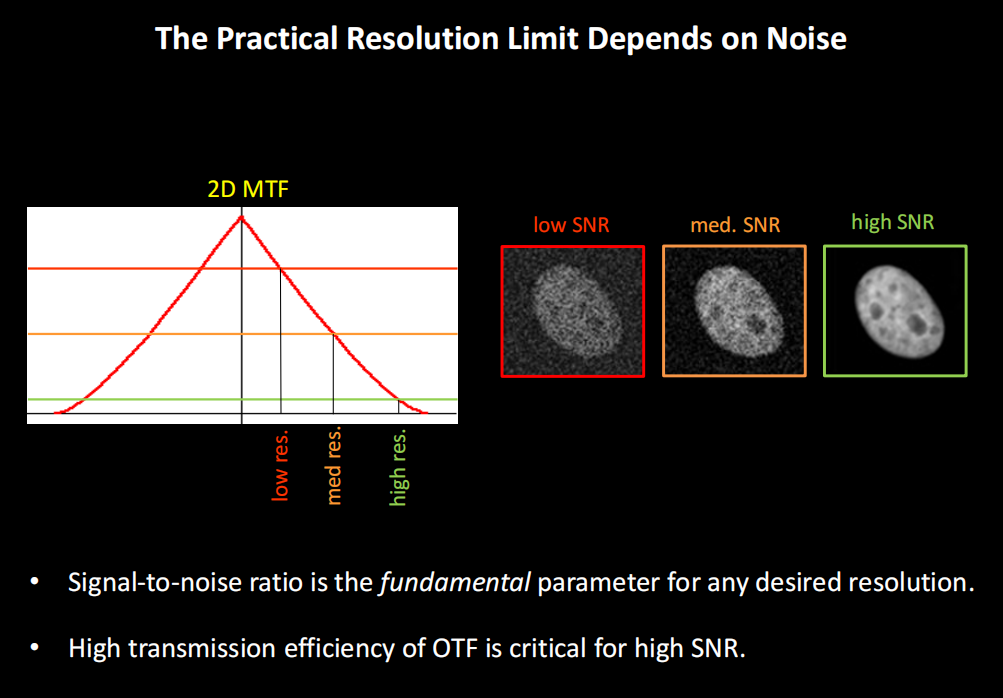 The Practical Resolution Limit Depends on Noise
2D MTF
low SNR
med. SNR
high SNR
low res.
med res.
high res.
• Signal-to-noise ratio is the fundamental parameter for any desired resolution.
• High transmission efficiency of OTF is critical for high SNR.